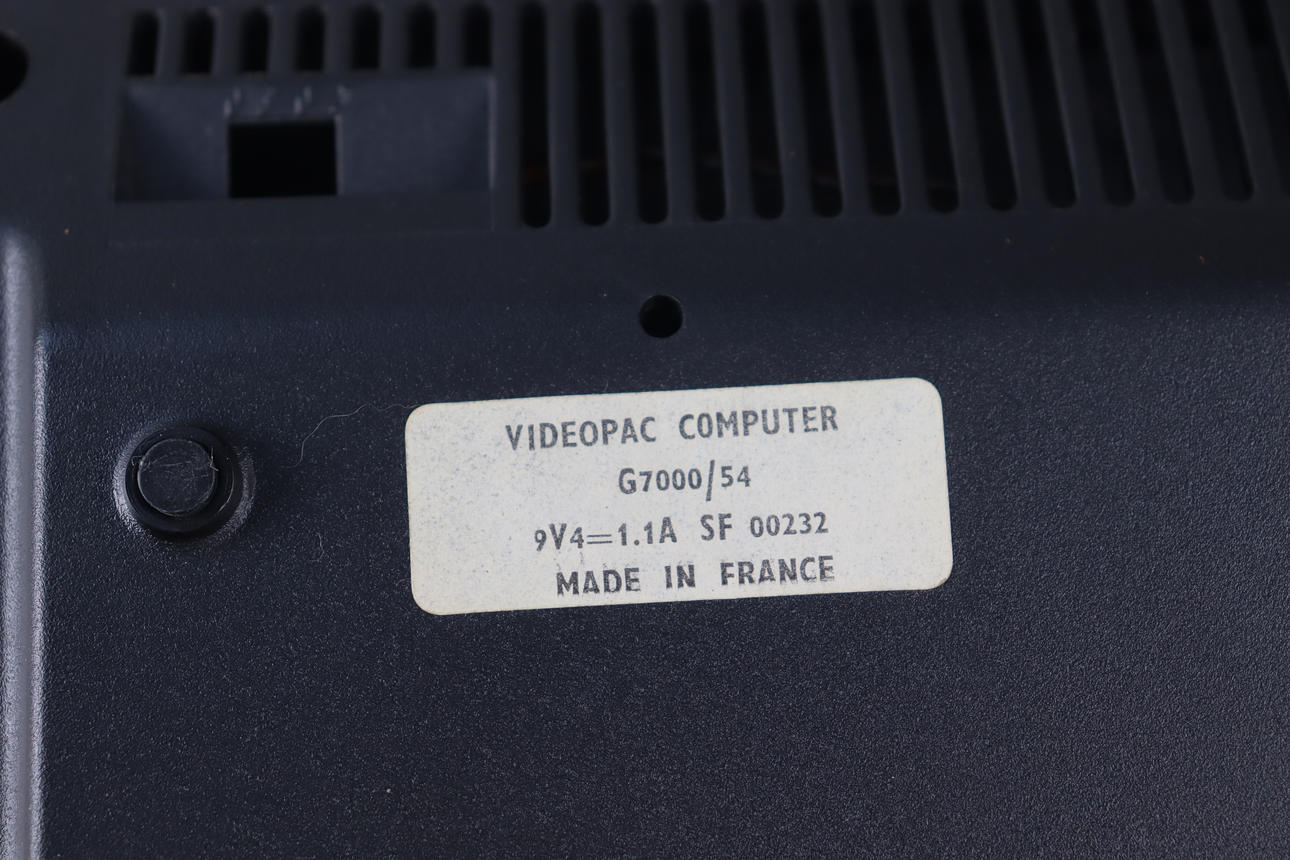 VIDEOPAC COMPUTER
G7000/54
9V4=1.1A SF 00232
MADE IN FRANCE